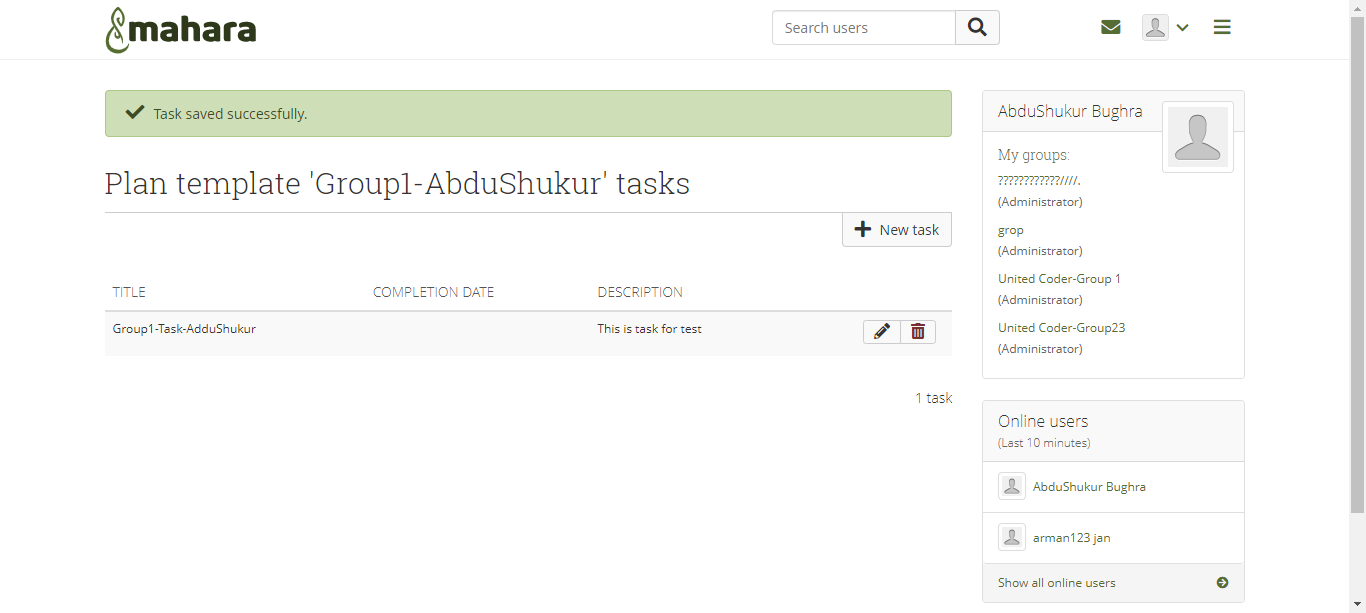 mahara
Search users
Task saved successfully.
Plan template 'Group1-AbduShukur' tasks
New task
TITLE COMPLETION DATE DESCRIPTION
Group1-Task-AdduShukur This is task for test
1 task
AbduShukur Bughra
My groups:
????????????////.
(Administrator)
grop
(Administrator)
United Coder-Group 1
(Administrator)
United Coder-Group23
(Administrator)
Online users
(Last 10 minutes)
AbduShukur Bughra
arman123 jan
Show all online users